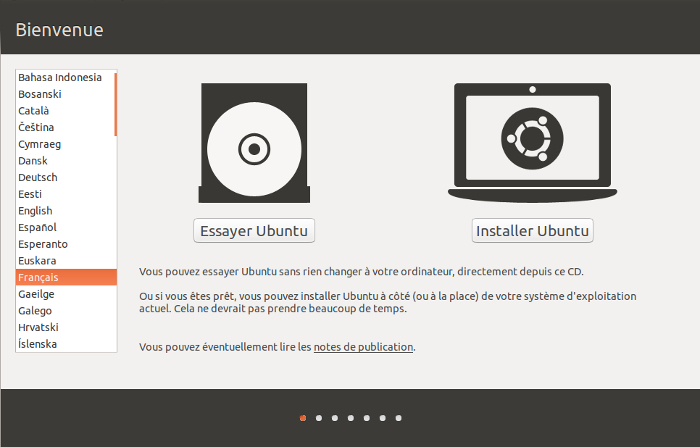 Bienvenue
Bahasa Indonesia
Bosanski
Català
Čeština
Cymraeg
Dansk
Deutsch
Eesti
English
Español
Esperanto
Euskara
Français
Gaeilge
Galego
Hrvatski
Íslenska
Essayer Ubuntu
Installer Ubuntu
Vous pouvez essayer Ubuntu sans rien changer à votre ordinateur, directement depuis ce CD.
Ou si vous êtes prêt, vous pouvez installer Ubuntu à côté (ou à la place) de votre système d'exploitation
actuel. Cela ne devrait pas prendre beaucoup de temps.
Vous pouvez éventuellement lire les notes de publication.